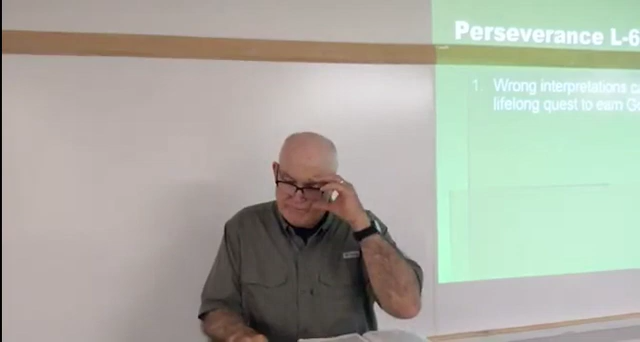 Perseverance L-6
1. Wrong interpretations
lifelong quest to earn